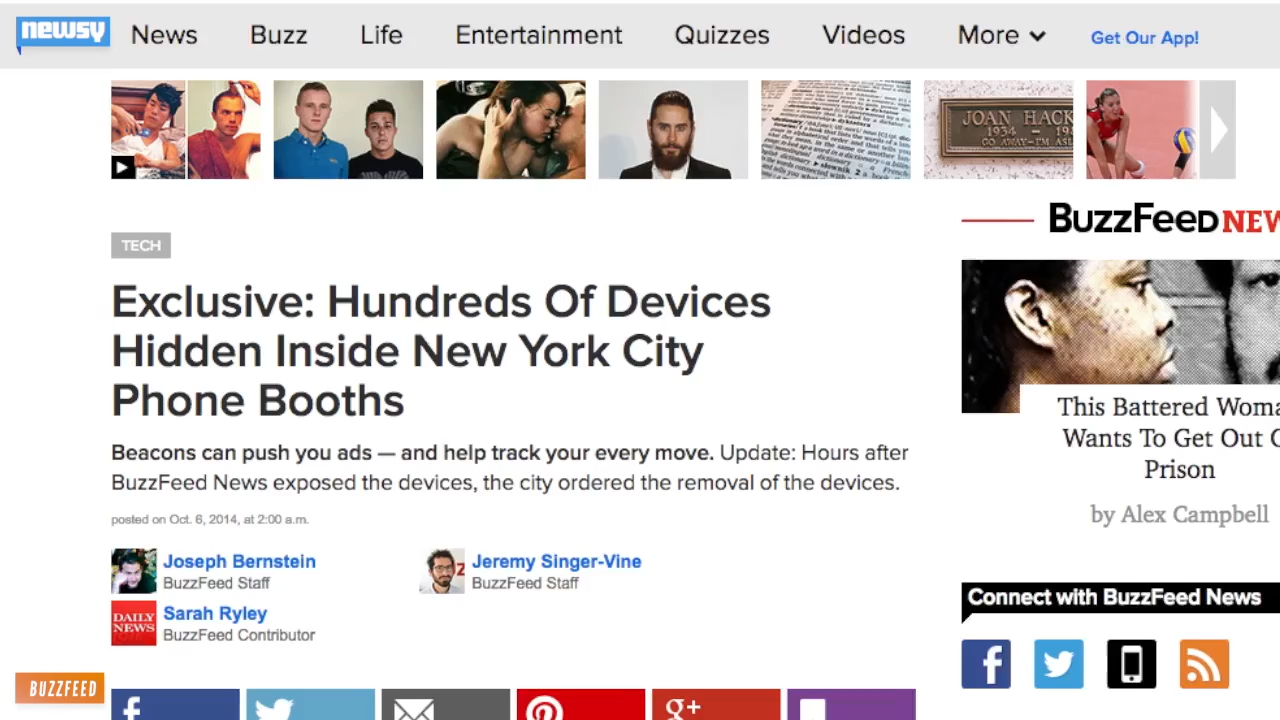 newsy
News Buzz Life Entertainment Quizzes Videos More Get Our App!
JOAN HACK
1934 – 19
GO AWAY–I'M ASL
BUZZFEED NEW
TECH
Exclusive: Hundreds Of Devices
Hidden Inside New York City
Phone Booths
Beacons can push you ads — and help track your every move. Update: Hours after
BuzzFeed News exposed the devices, the city ordered the removal of the devices.
posted on Oct. 6, 2014, at 2:00 a.m.
Joseph Bernstein
BuzzFeed Staff
Jeremy Singer-Vine
BuzzFeed Staff
DAILY
NEWS
Sarah Ryley
BuzzFeed Contributor
This Battered Woma
Wants To Get Out O
Prison
by Alex Campbell
Connect with BuzzFeed News
BUZZFEED